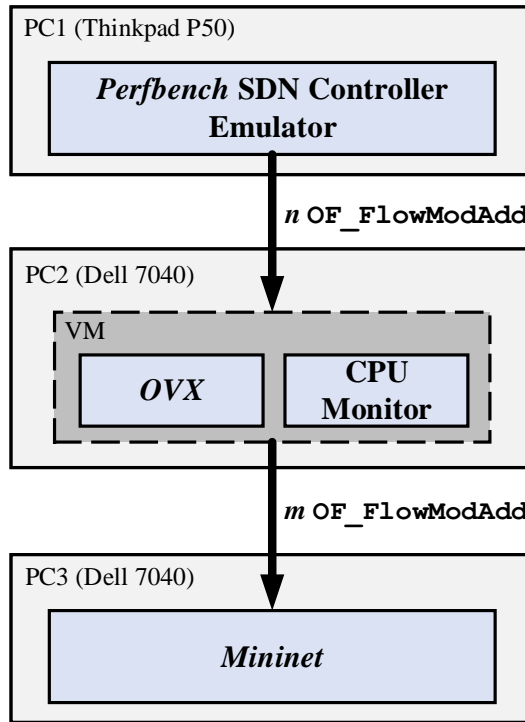 PC1 (Thinkpad P50)
Perfbench SDN Controller
Emulator
n OF_FlowModAdd
PC2 (Dell 7040)
VM
OVX
CPU
Monitor
m OF_FlowModAdd
PC3 (Dell 7040)
Mininet